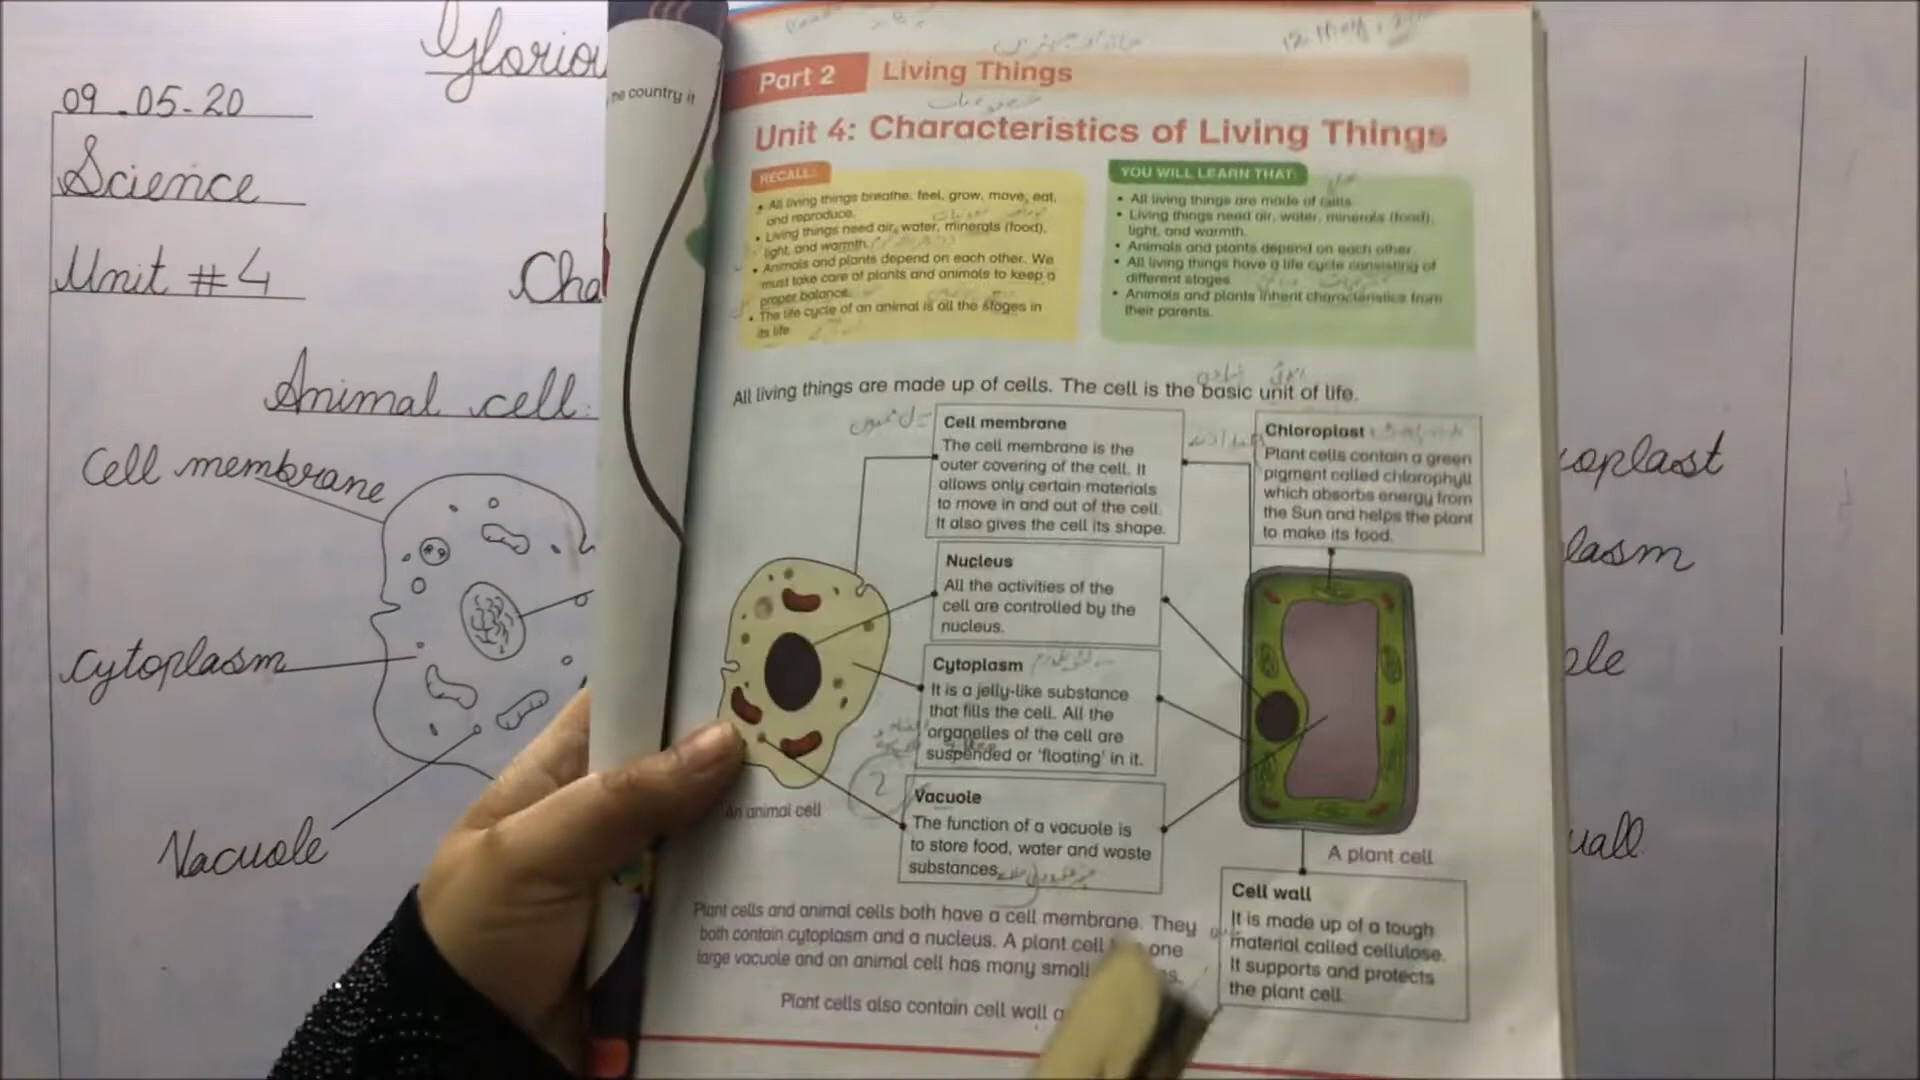 Gloriou
09-05-20
Science
Unit #4
Cha
Animal cell:
Cell membrane
Cytoplasm
Vacuole
he country it
12 May,
Part 2
Living Things
Unit 4: Characteristics of Living Things
RECALL:
• All living things breathe, feel, grow, move, eat,
and reproduce.
• Living things need air, water, minerals (food),
light, and warmth.
• Animals and plants depend on each other. We
must take care of plants and animals to keep a
proper balance.
• The life cycle of an animal is all the stages in
its life.
YOU WILL LEARN THAT:
• All living things are made of cells.
• Living things need air, water, minerals (food),
light, and warmth.
• Animals and plants depend on each other.
• All living things have a life cycle consisting of
different stages.
• Animals and plants inherit characteristics from
their parents.
All living things are made up of cells. The cell is the basic unit of life.
Cell membrane
The cell membrane is the
outer covering of the cell. It
allows only certain materials
to move in and out of the cell.
It also gives the cell its shape.
Chloroplast
Plant cells contain a green
pigment called chlorophyll
which absorbs energy from
the Sun and helps the plant
to make its food.
Nucleus
All the activities of the
cell are controlled by the
nucleus.
Cytoplasm
It is a jelly-like substance
that fills the cell. All the
organelles of the cell are
suspended or 'floating' in it.
2
Vacuole
The function of a vacuole is
to store food, water and waste
substances.
An animal cell
A plant cell
Cell wall
It is made up of a tough
material called cellulose.
It supports and protects
the plant cell.
Plant cells and animal cells both have a cell membrane. They
both contain cytoplasm and a nucleus. A plant cell one
large vacuole and an animal cell has many small
Plant cells also contain cell wall a
oplast
lasm
ole
wall